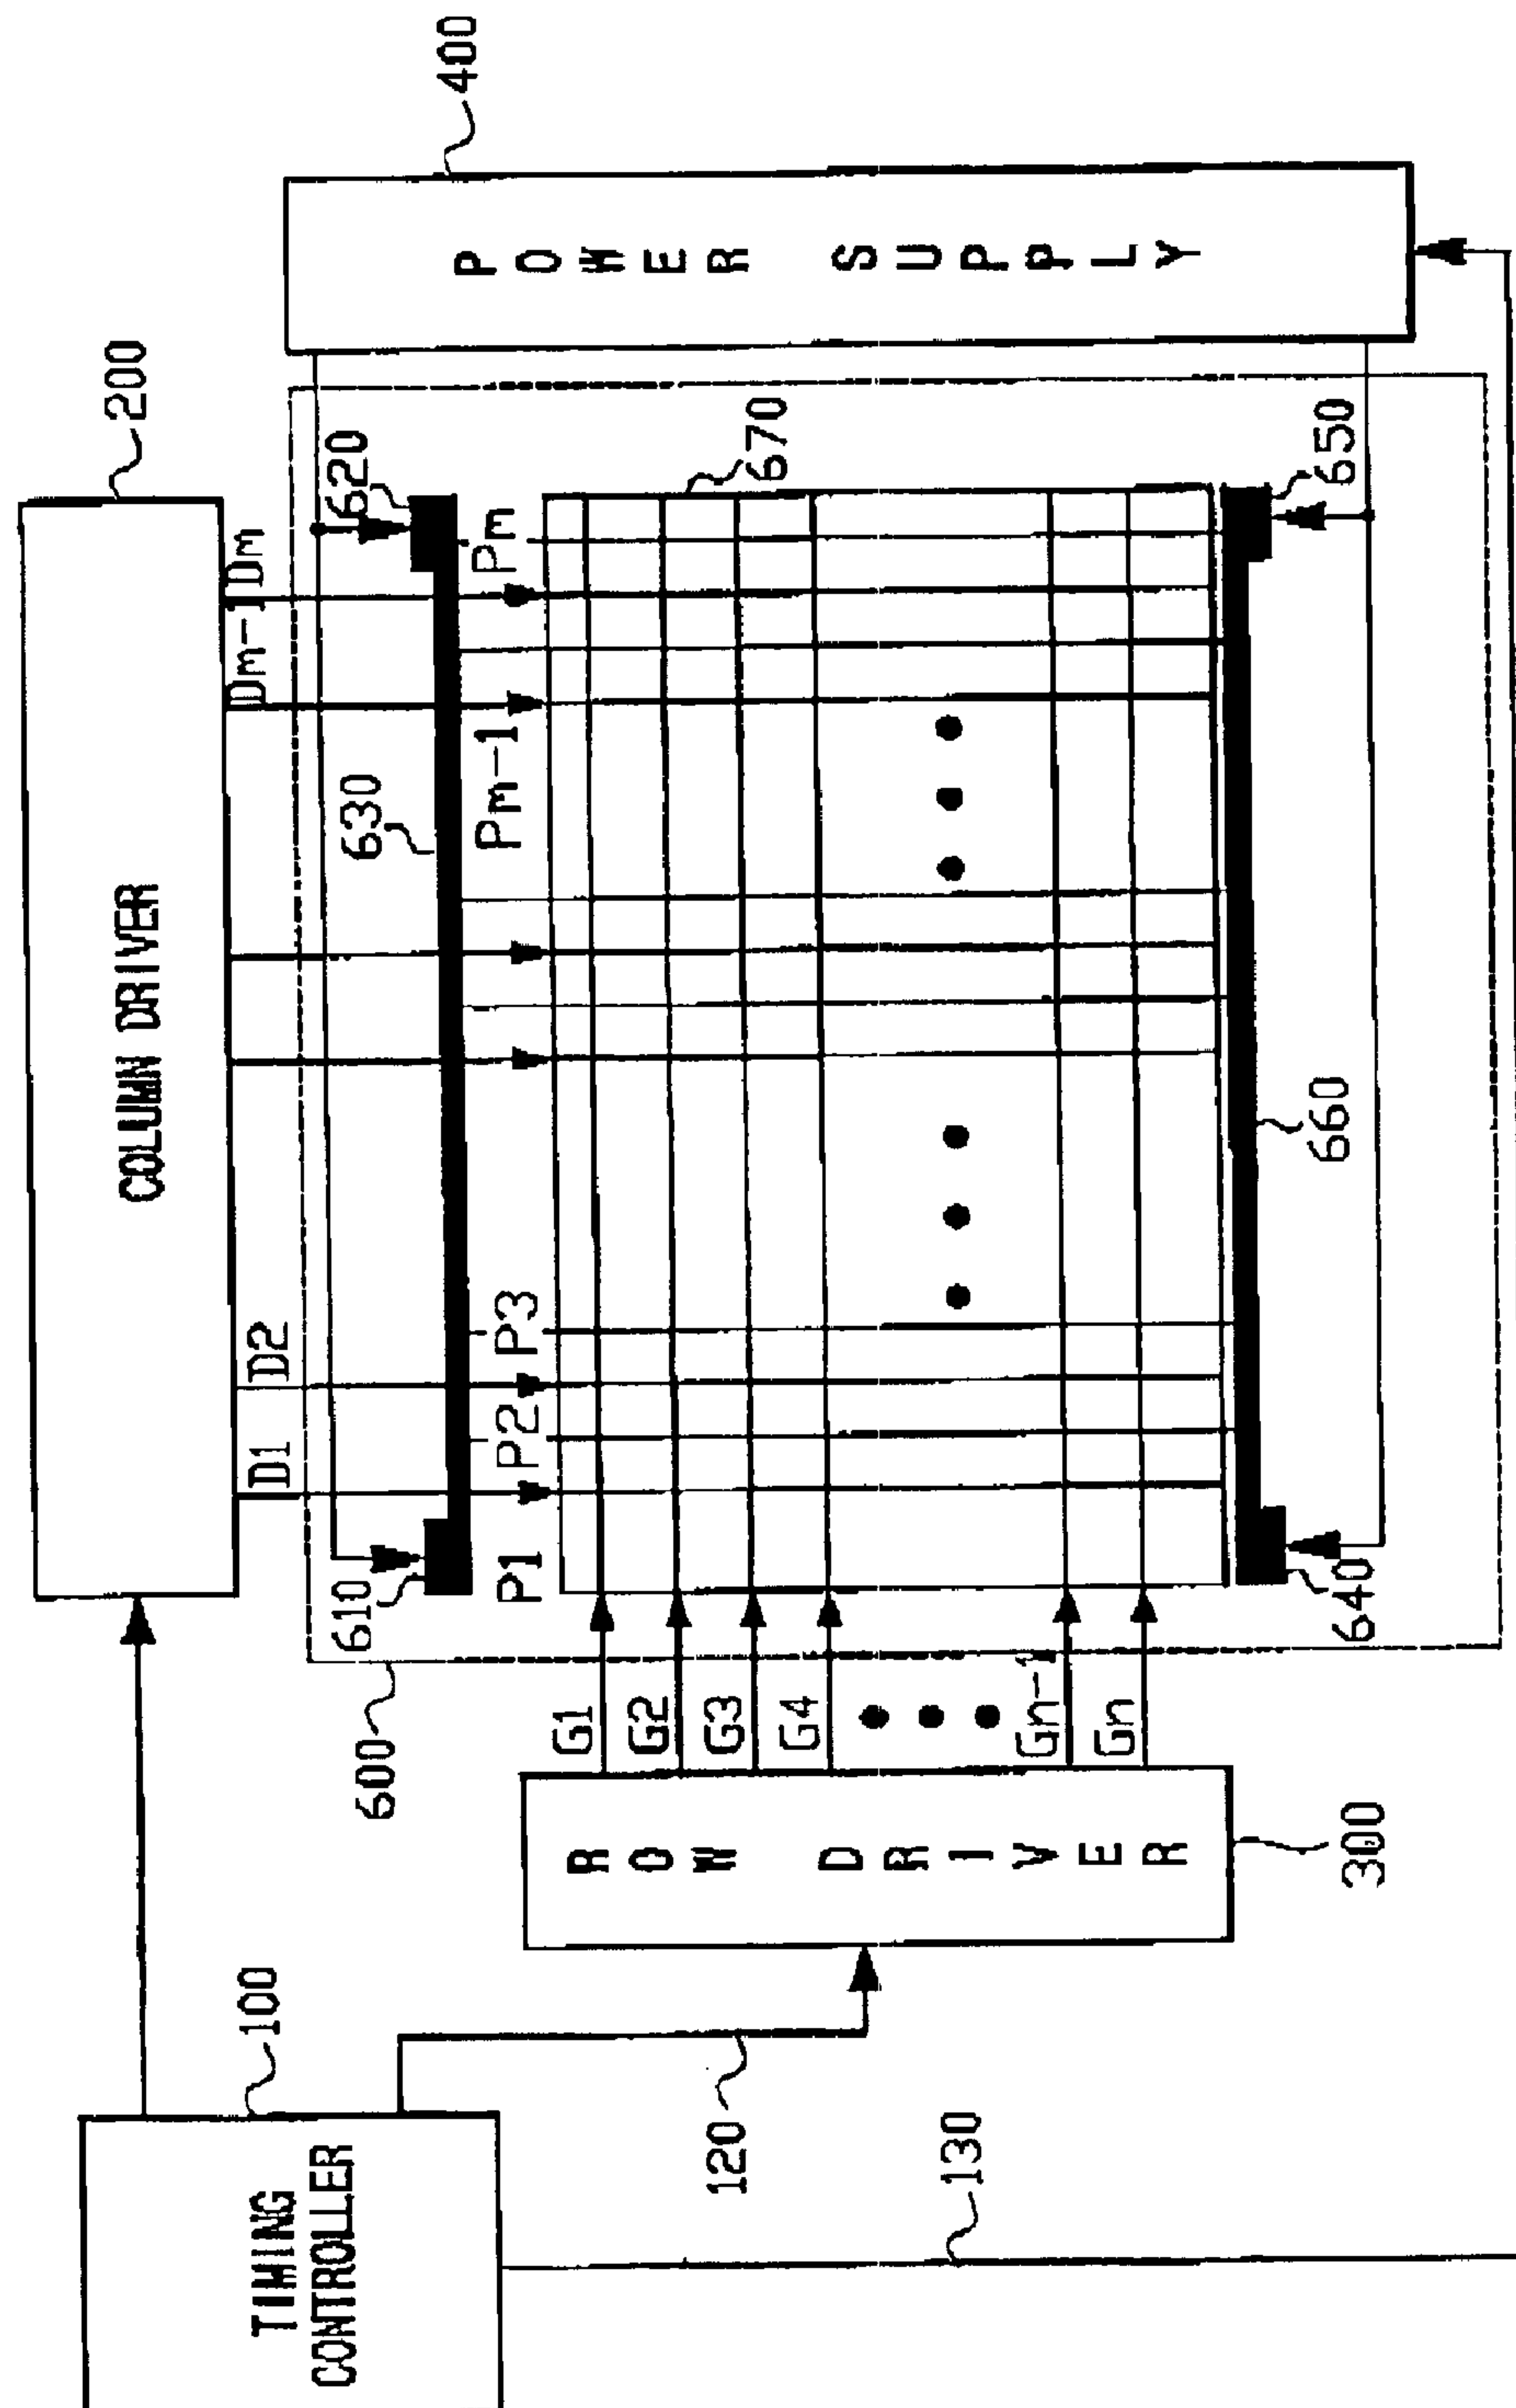 TIMING
CONTROLLER
100
COLUMN DRIVER
200
120
130
ROW DRIVER
300
POWER SUPPLY
400
600
D1
D2
Dm-1
Dm
610
620
630
P1
P2
P3
Pm-1
Pm
670
G1
G2
G3
G4
Gn-1
Gn
640
650
660